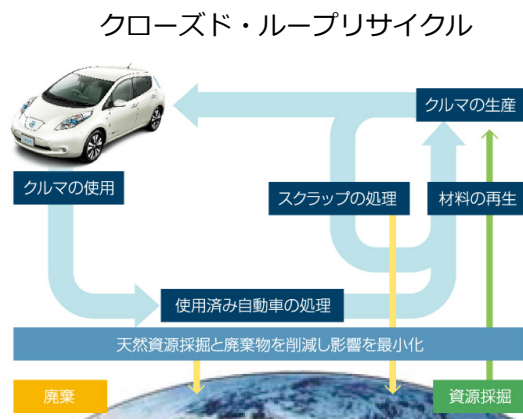 クローズド・ループリサイクル
クルマの生産
クルマの使用
スクラップの処理
材料の再生
使用済み自動車の処理
天然資源採掘と廃棄物を削減し影響を最小化
廃棄
資源採掘